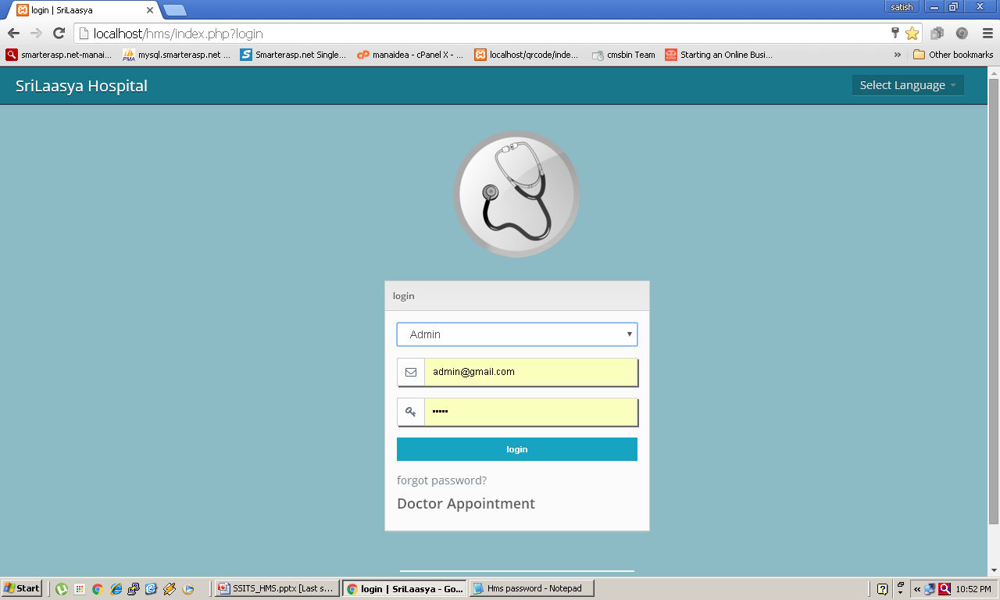 login | SriLaasya
satish
localhost/hms/index.php?login
smarterasp.net-manai...
mysql.smarterasp.net ...
Smarterasp.net Single...
manaidea - cPanel X -...
localhost/qrcode/inde...
cmsbin Team
Starting an Online Busi...
»
Other bookmarks
SriLaasya Hospital
Select Language
login
Admin
admin@gmail.com
•••••
login
forgot password?
Doctor Appointment
Start
SSITS_HMS.pptx [Last s...
login | SriLaasya - Go...
Hms password - Notepad
«
10:52 PM